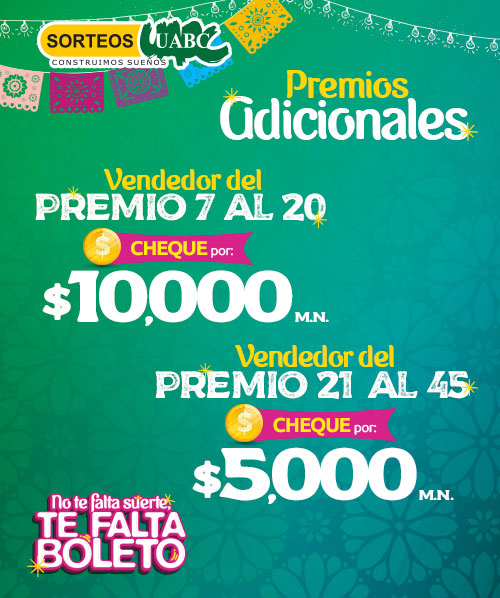 SORTEOS UABC
CONSTRUIMOS SUEÑOS
Premios
Adicionales
Vendedor del
PREMIO 7 AL 20
$ CHEQUE por:
$10,000 M.N.
Vendedor del
PREMIO 21 AL 45
$ CHEQUE por:
$5,000 M.N.
No te falta suerte,
TE FALTA
BOLETO